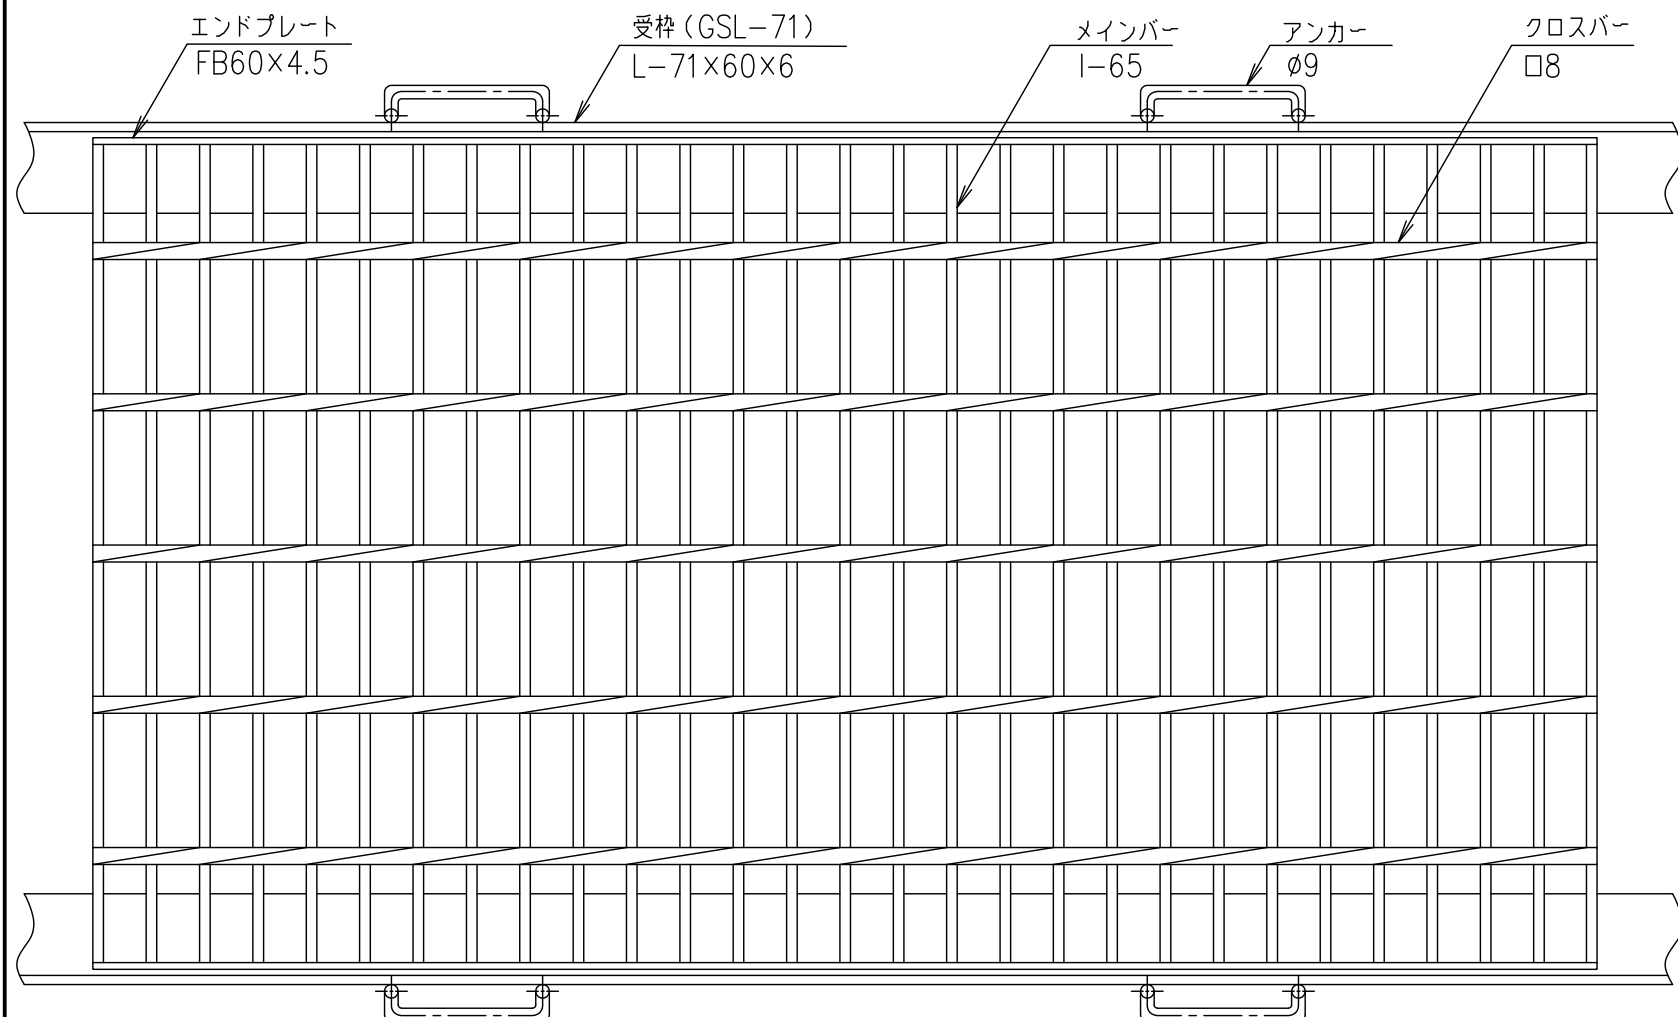 エンドプレート
FB60×4.5
受枠(GSL-71)
L-71×60×6
メインバー
I-65
アンカー
φ9
クロスバー
□8